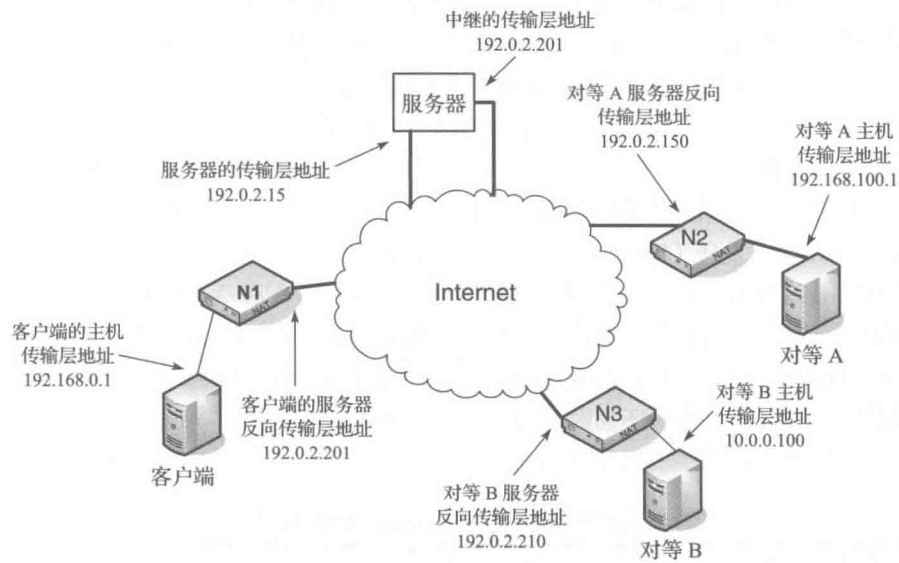 中继的传输层地址
192.0.2.201
服务器
对等 A 服务器反向
传输层地址
192.0.2.150
对等 A 主机
传输层地址
192.168.100.1
服务器的传输层地址
192.0.2.15
N2
NAT
N1
NAT
Internet
对等 A
客户端的主机
传输层地址
192.168.0.1
客户端的服务器
反向传输层地址
192.0.2.201
客户端
N3
NAT
对等 B 主机
传输层地址
10.0.0.100
对等 B 服务器
反向传输层地址
192.0.2.210
对等 B